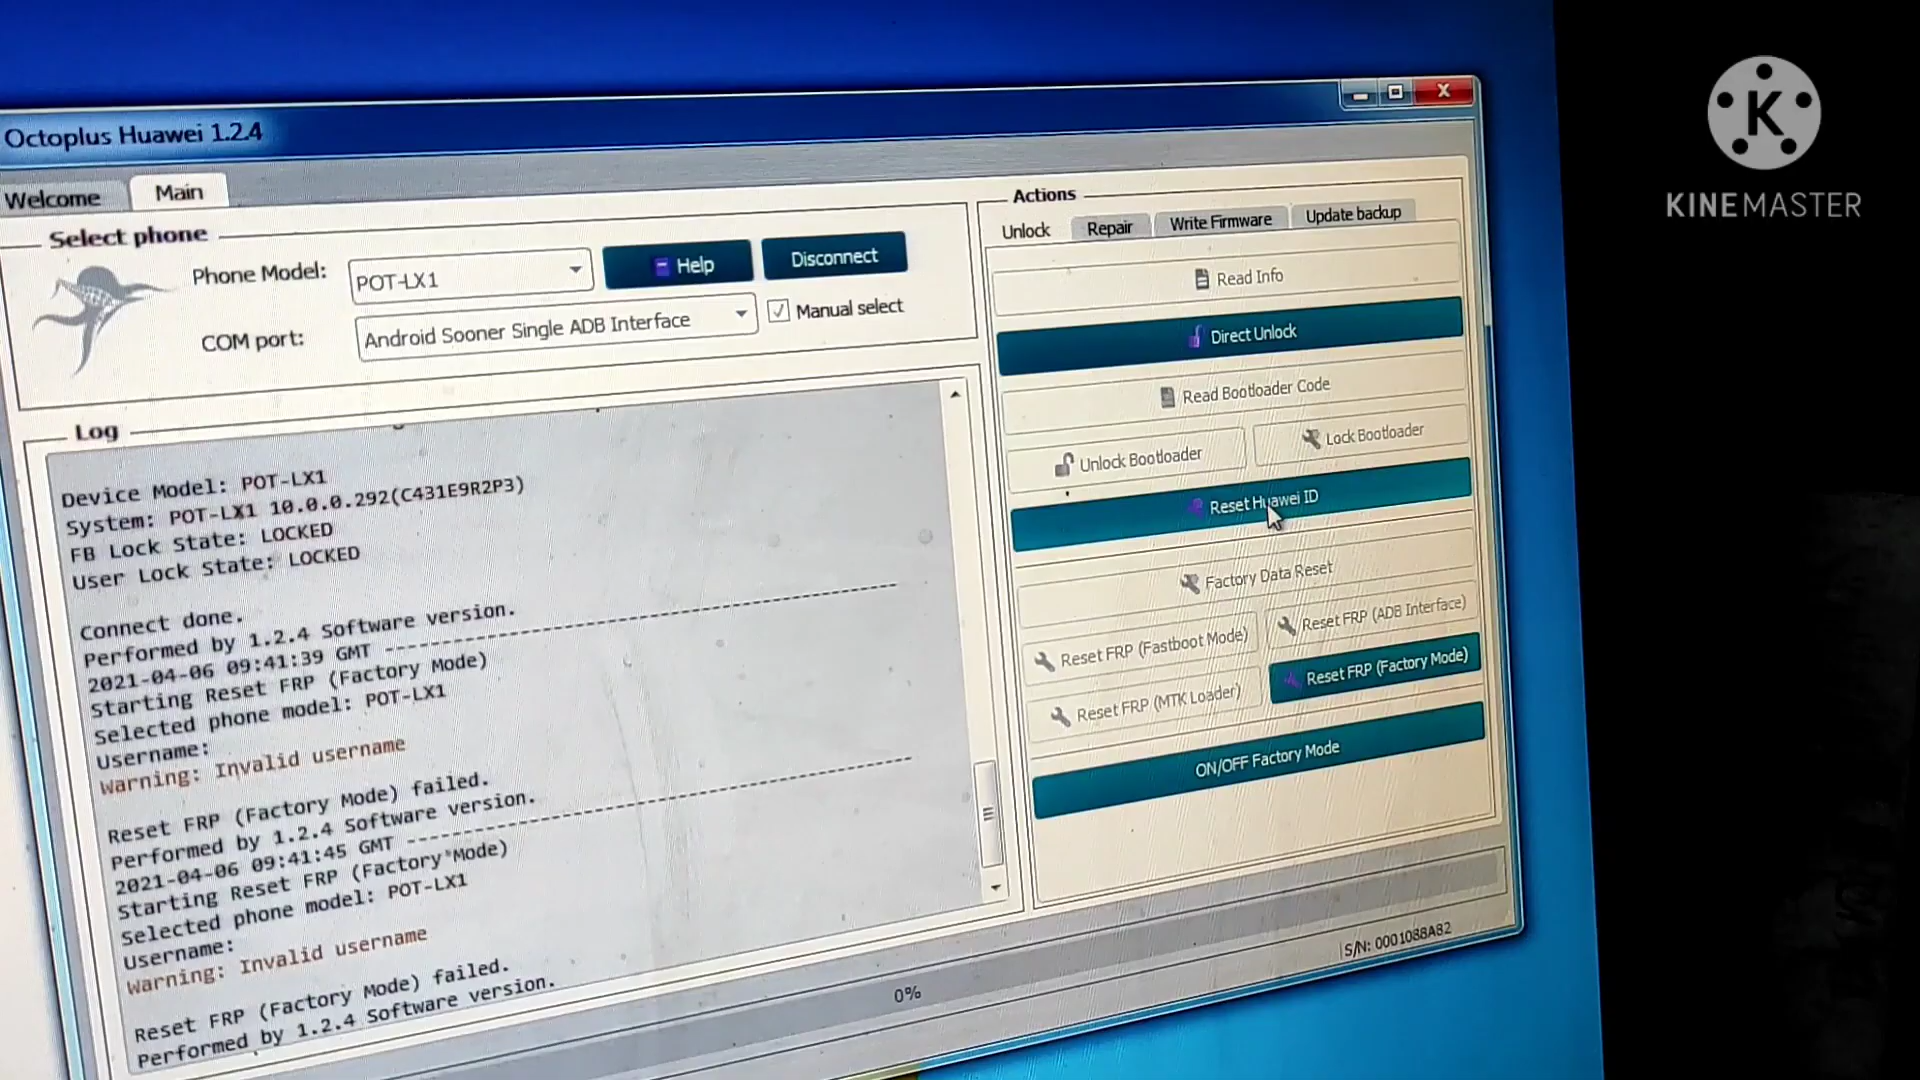 K
KINEMASTER
Octoplus Huawei 1.2.4
Welcome
Main
Select phone
Phone Model:
POT-LX1
Help
Disconnect
COM port:
Android Sooner Single ADB Interface
Manual select
Log
Device Model: POT-LX1
System: POT-LX1 10.0.0.292(C431E9R2P3)
FB Lock State: LOCKED
User Lock State: LOCKED
Connect done.
Performed by 1.2.4 Software version.
2021-04-06 09:41:39 GMT
Starting Reset FRP (Factory Mode)
Selected phone model: POT-LX1
Username:
Warning: Invalid username
Reset FRP (Factory Mode) failed.
Performed by 1.2.4 Software version.
2021-04-06 09:41:45 GMT
Starting Reset FRP (Factory Mode)
Selected phone model: POT-LX1
Username:
Warning: Invalid username
Reset FRP (Factory Mode) failed.
Performed by 1.2.4 Software version.
Actions
Unlock
Repair
Write Firmware
Update backup
Read Info
Direct Unlock
Read Bootloader Code
Unlock Bootloader
Lock Bootloader
Reset Huawei ID
Factory Data Reset
Reset FRP (Fastboot Mode)
Reset FRP (ADB Interface)
Reset FRP (MTK Loader)
Reset FRP (Factory Mode)
ON/OFF Factory Mode
0%
S/N: 0001088A82